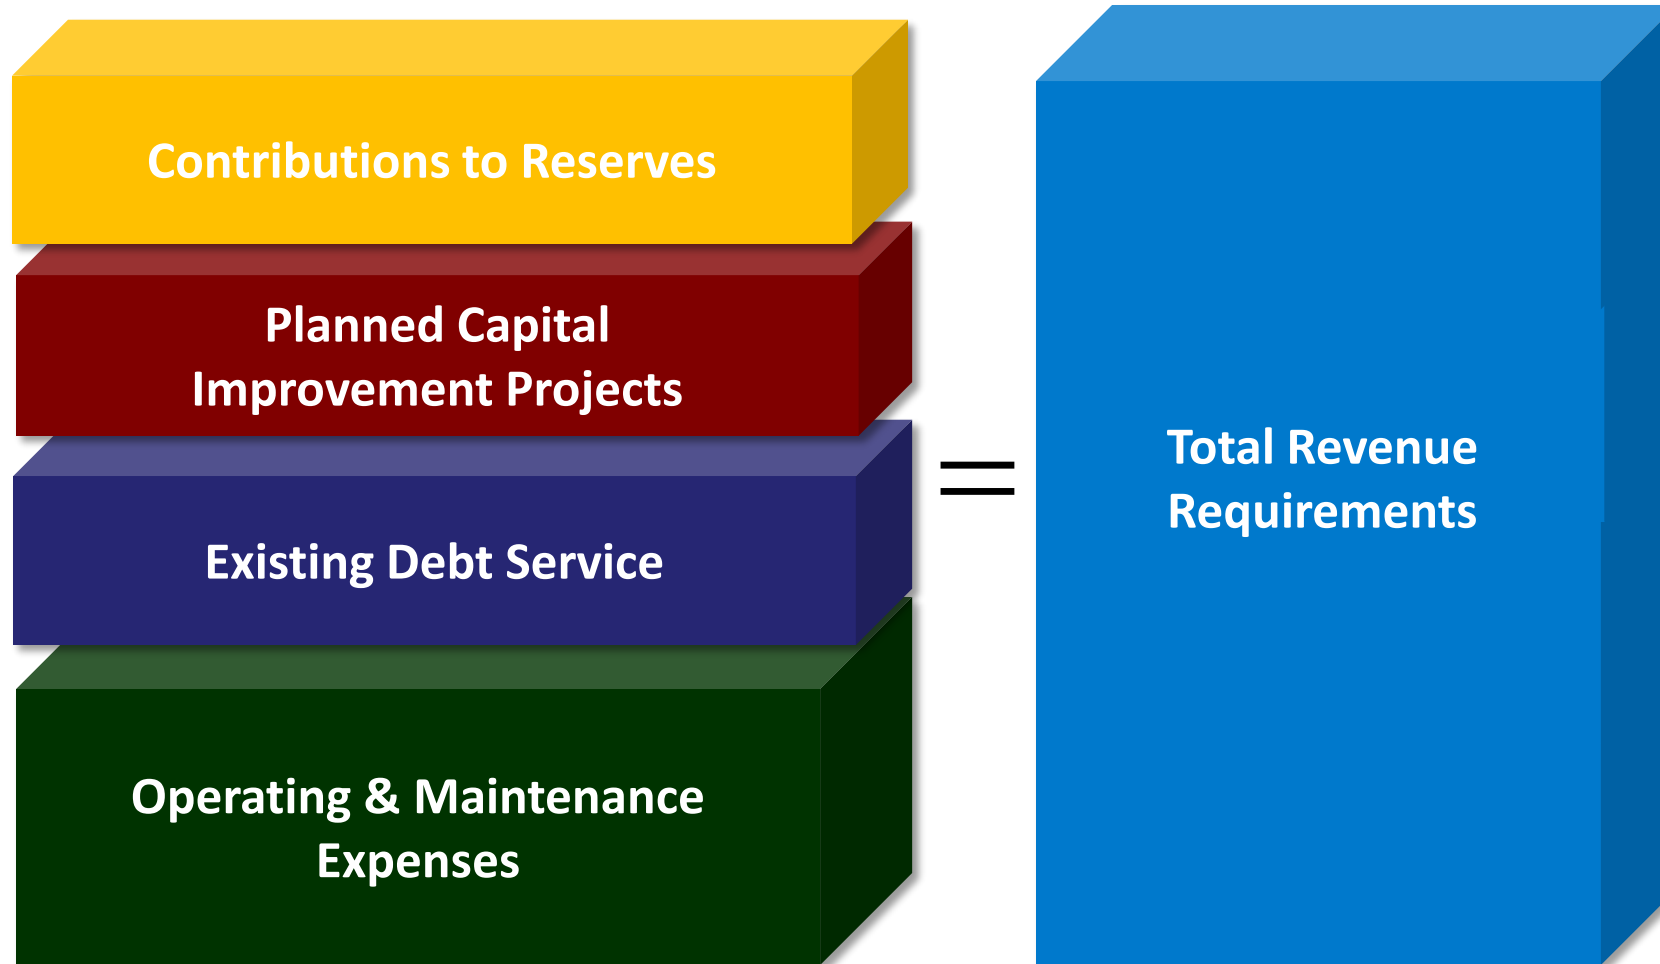 Contributions to Reserves
Planned Capital
Improvement Projects
Existing Debt Service
Operating & Maintenance
Expenses
=
Total Revenue
Requirements